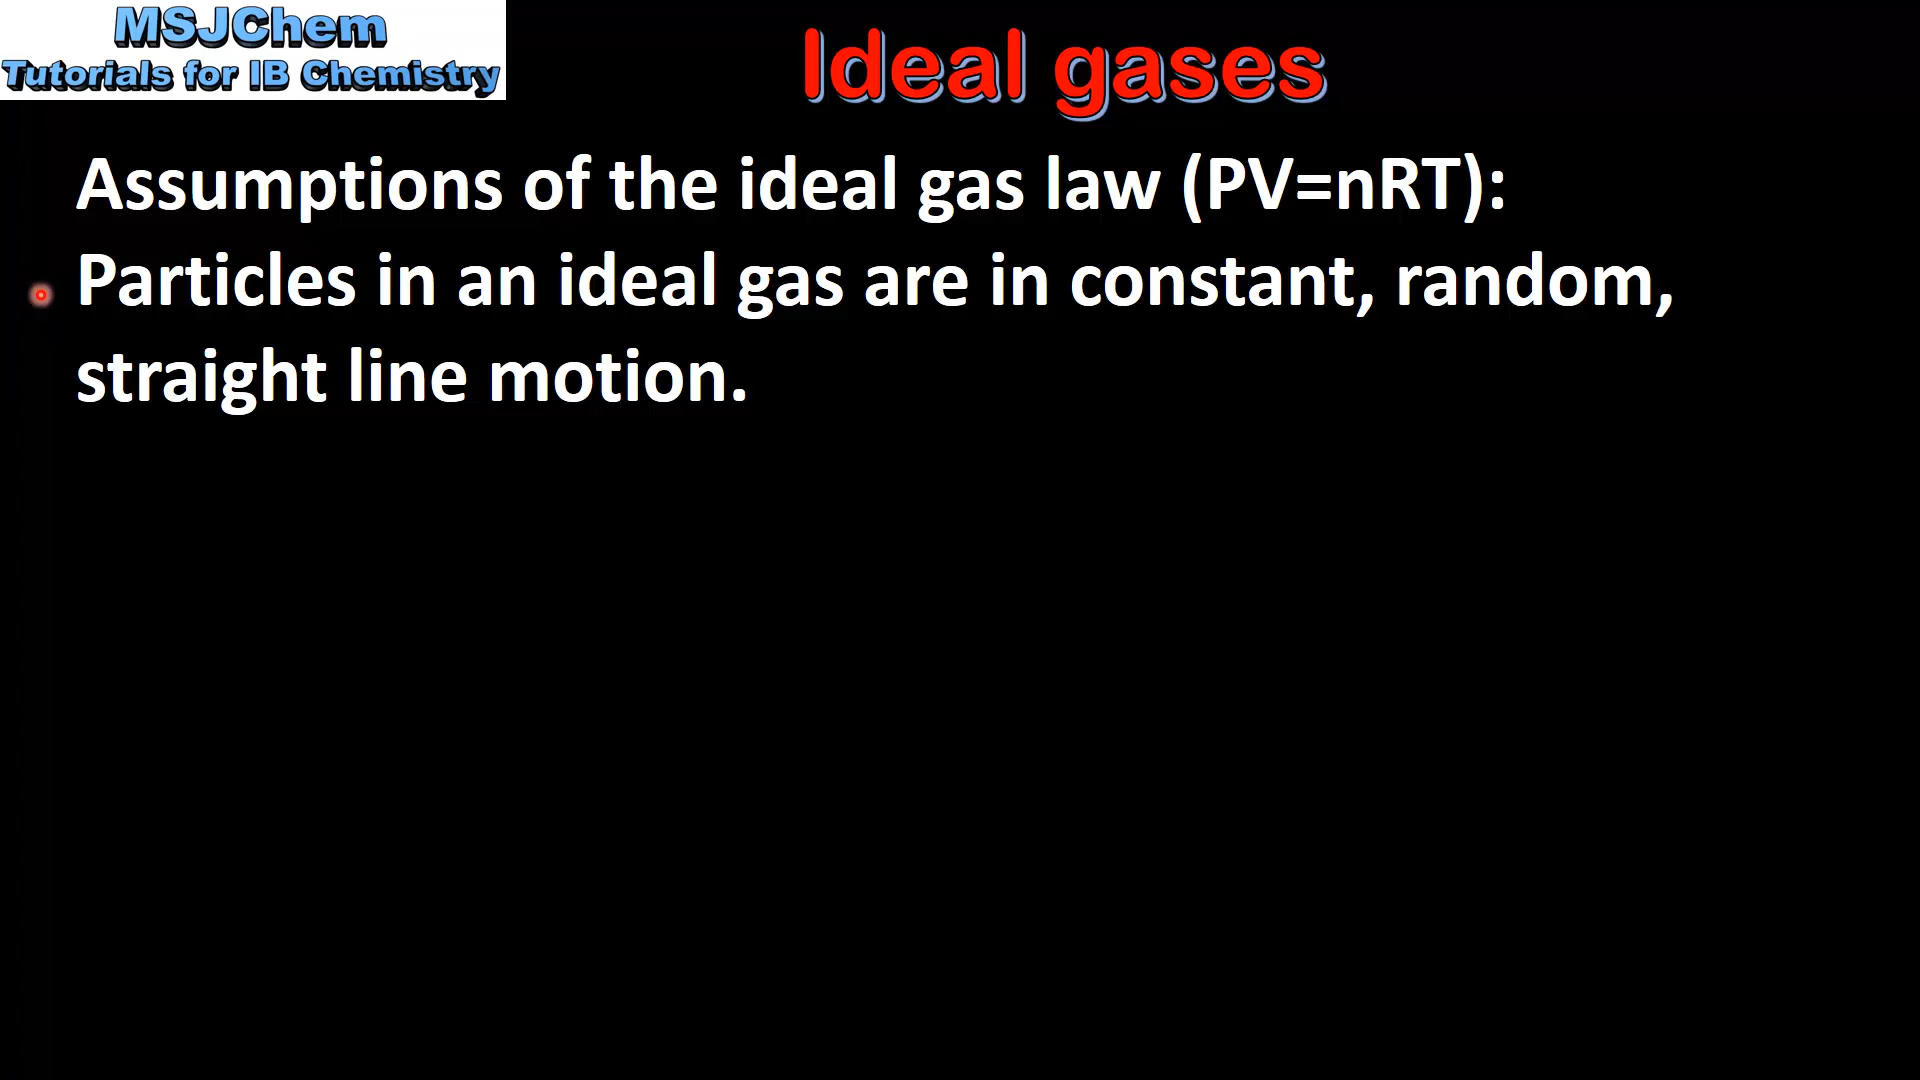 MSJChem
Tutorials for IB Chemistry
Ideal gases
Assumptions of the ideal gas law (PV=nRT):
Particles in an ideal gas are in constant, random,
straight line motion.